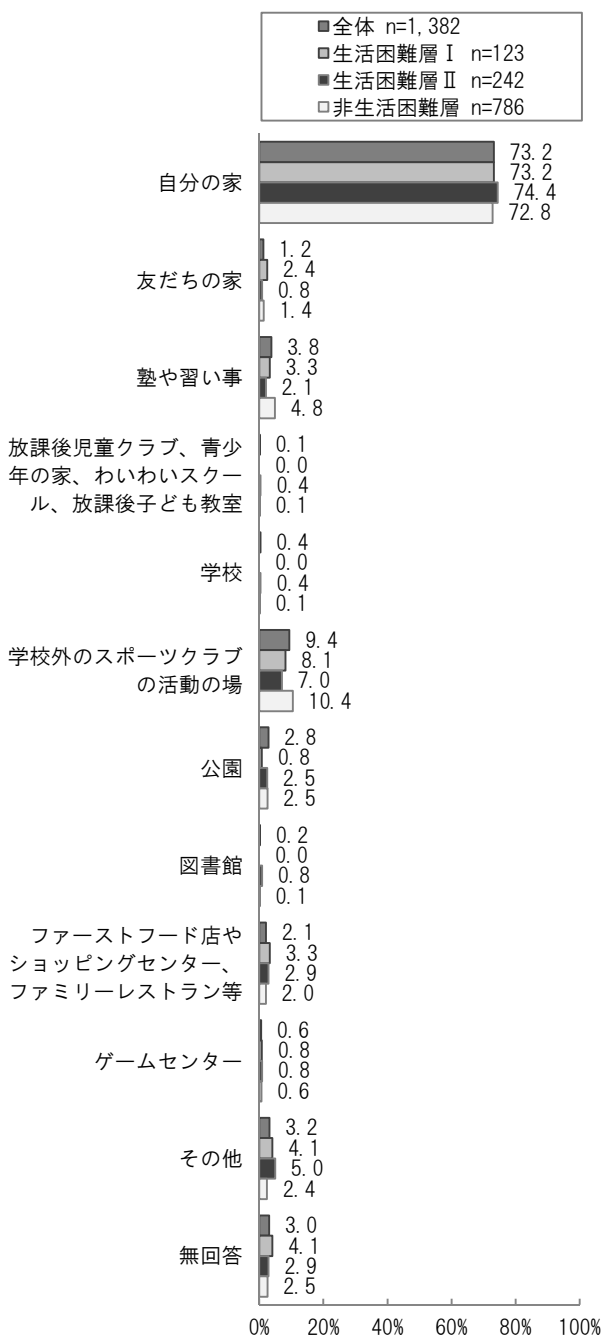 全体 n=1,382
生活困難層Ⅰ n=123
生活困難層Ⅱ n=242
非生活困難層 n=786
自分の家
73.2
73.2
74.4
72.8
友だちの家
1.2
2.4
0.8
1.4
塾や習い事
3.8
3.3
2.1
4.8
放課後児童クラブ、青少
年の家、わいわいスクー
ル、放課後子ども教室
0.1
0.0
0.4
0.1
学校
0.4
0.0
0.4
0.1
学校外のスポーツクラブ
の活動の場
9.4
8.1
7.0
10.4
公園
2.8
0.8
2.5
2.5
図書館
0.2
0.0
0.8
0.1
ファーストフード店や
ショッピングセンター、
ファミリーレストラン等
2.1
3.3
2.9
2.0
ゲームセンター
0.6
0.8
0.8
0.6
その他
3.2
4.1
5.0
2.4
無回答
3.0
4.1
2.9
2.5
0% 20% 40% 60% 80% 100%